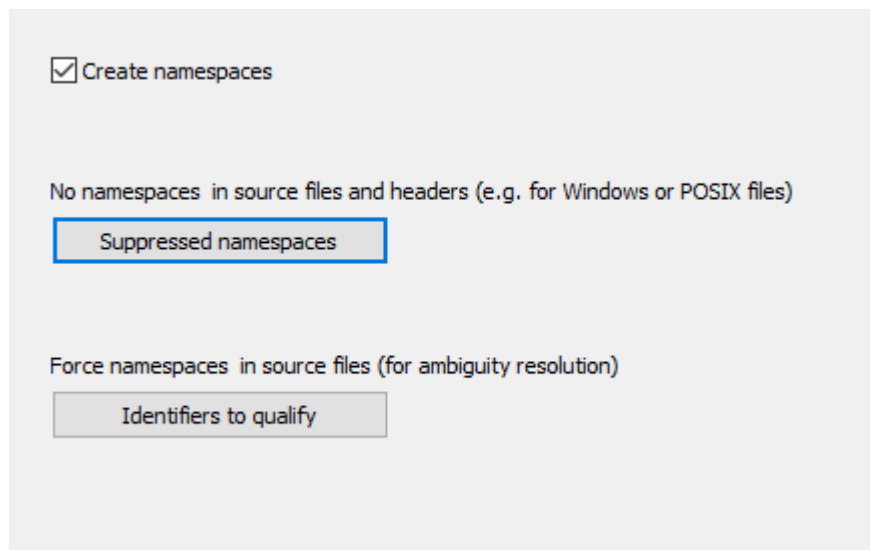 Create namespaces
No namespaces  in source files and headers (e.g. for Windows or POSIX files)
Suppressed namespaces
Force namespaces  in source files (for ambiguity resolution)
Identifiers to qualify